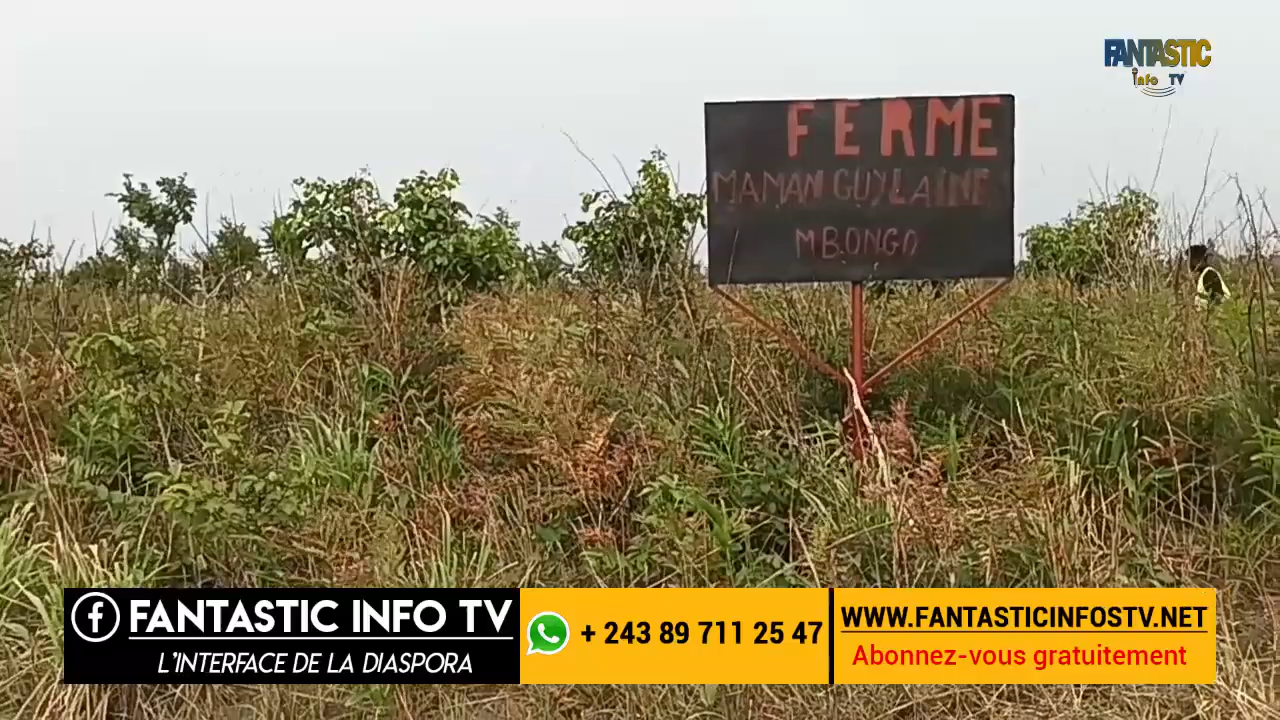 FANTASTIC
Info TV
FERME
MAMAN GUYLAINE
MBONGO
FANTASTIC INFO TV
L'INTERFACE DE LA DIASPORA
+ 243 89 711 25 47
WWW.FANTASTICINFOSTV.NET
Abonnez-vous gratuitement